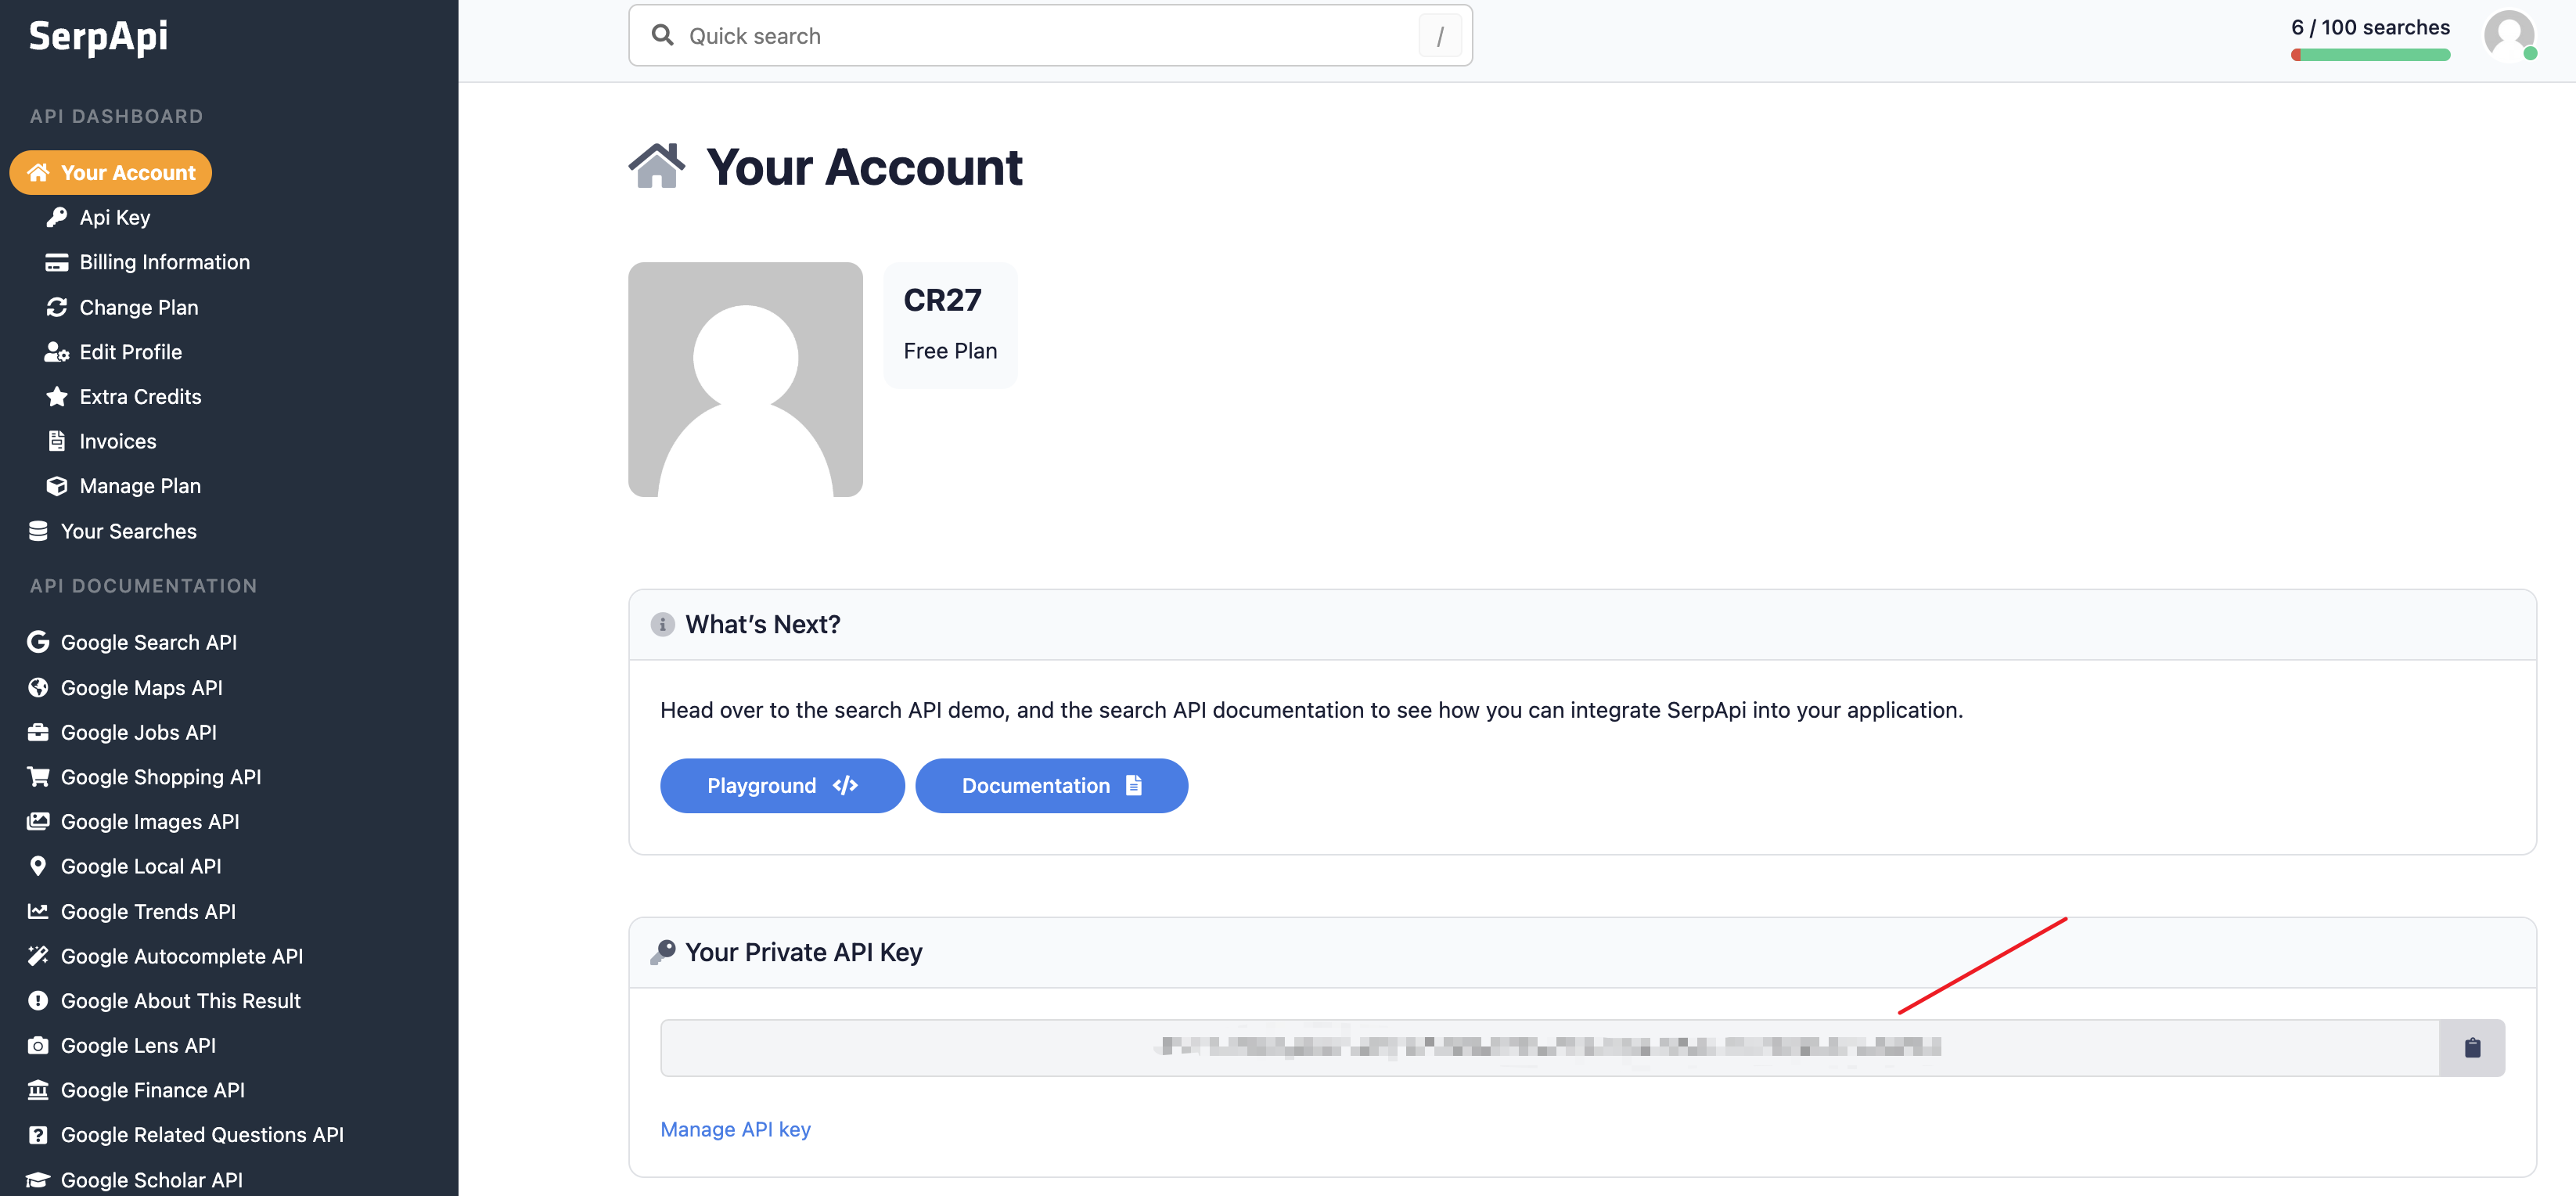 SerpApi
API DASHBOARD
Your Account
Api Key
Billing Information
Change Plan
Edit Profile
Extra Credits
Invoices
Manage Plan
Your Searches
API DOCUMENTATION
Google Search API
Google Maps API
Google Jobs API
Google Shopping API
Google Images API
Google Local API
Google Trends API
Google Autocomplete API
Google About This Result
Google Lens API
Google Finance API
Google Related Questions API
Google Scholar API
Quick search /
6 / 100 searches
Your Account
CR27
Free Plan
What’s Next?
Head over to the search API demo, and the search API documentation to see how you can integrate SerpApi into your application.
Playground </> Documentation
Your Private API Key
Manage API key